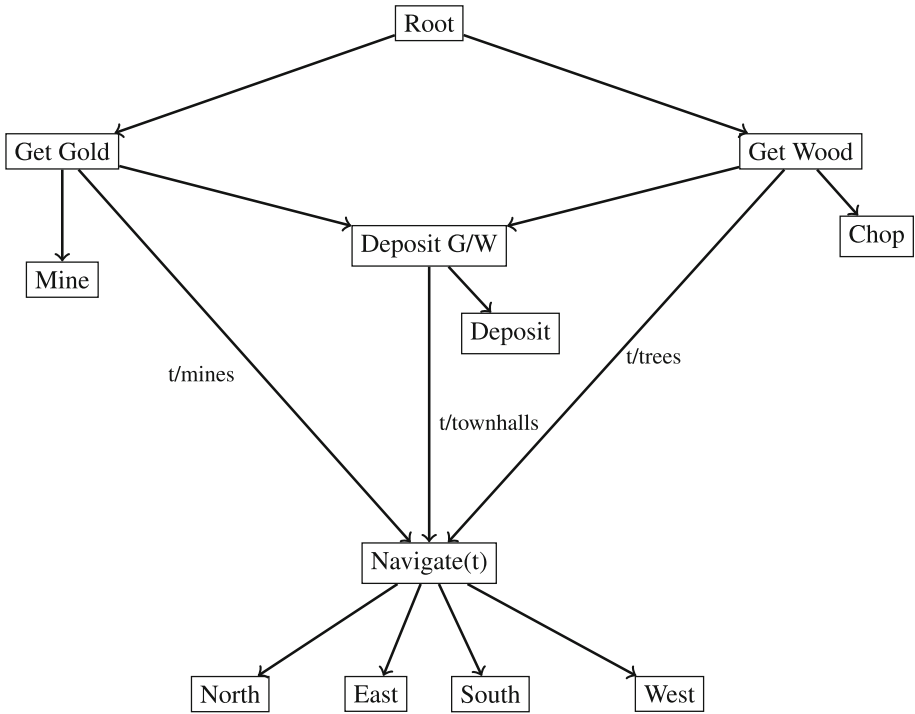 Root
Get Gold
Get Wood
Deposit G/W
Chop
Mine
Deposit
t/mines
t/trees
t/townhalls
Navigate(t)
North
East
South
West